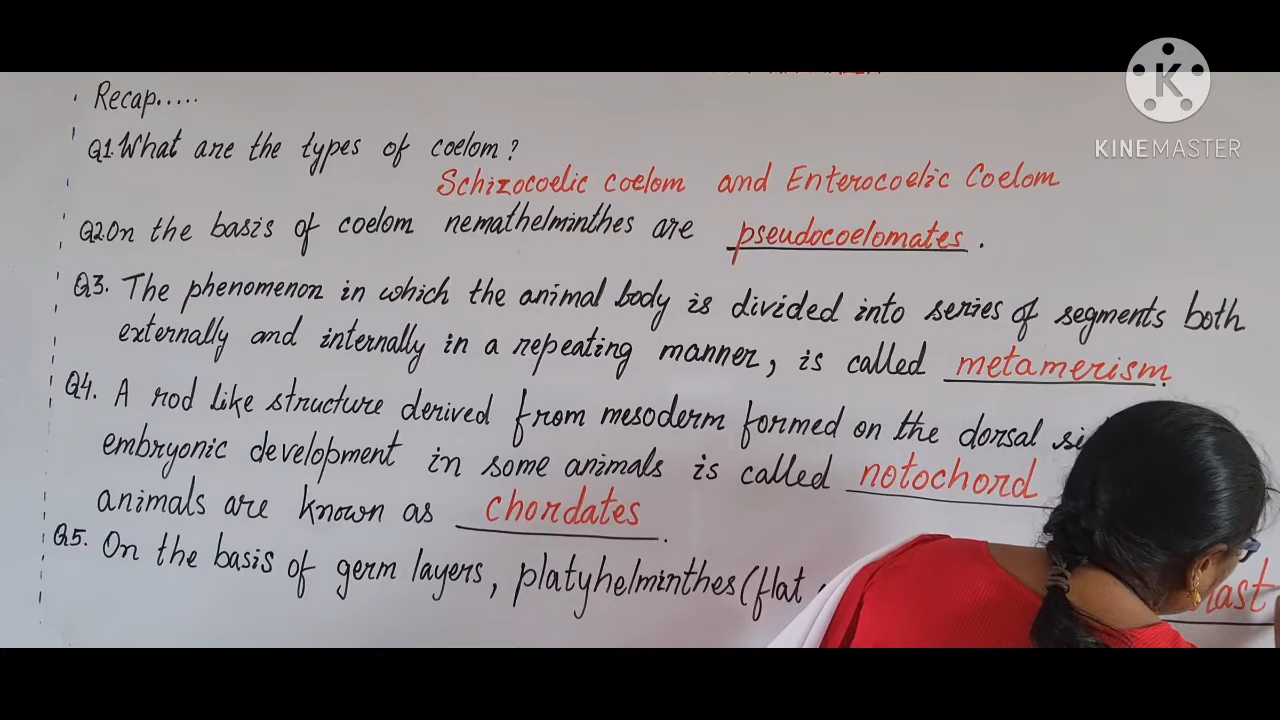 Recap.....
KINEMASTER
Q1. What are the types of coelom?
Schizocoelic coelom and Enterocoelic Coelom
Q2. On the basis of coelom nemathelminthes are pseudocoelomates.
Q3. The phenomenon in which the animal body is divided into series of segments both
externally and internally in a repeating manner, is called metamerism.
Q4. A rod like structure derived from mesoderm formed on the dorsal
embryonic development in some animals is called notochord
animals are known as chordates.
Q5. On the basis of germ layers, platyhelminthes (flat